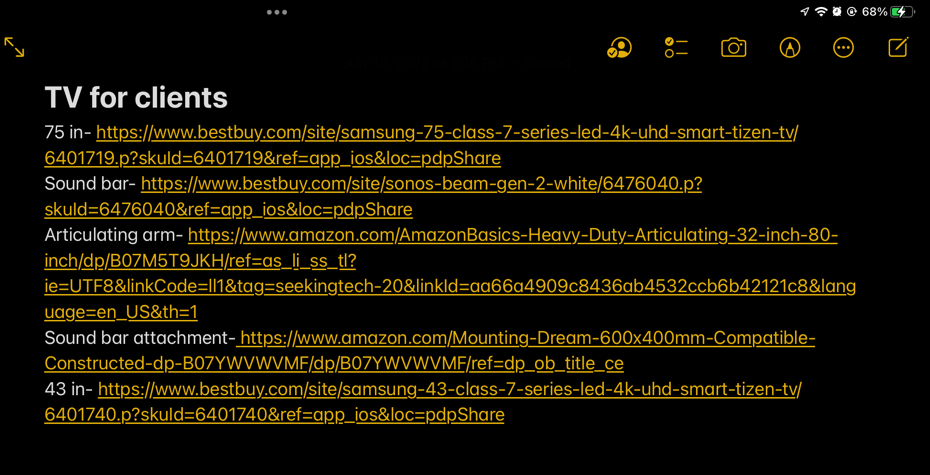 68%
TV for clients
75 in- https://www.bestbuy.com/site/samsung-75-class-7-series-led-4k-uhd-smart-tizen-tv/
6401719.p?skuId=6401719&ref=app_ios&loc=pdpShare
Sound bar- https://www.bestbuy.com/site/sonos-beam-gen-2-white/6476040.p?
skuId=6476040&ref=app_ios&loc=pdpShare
Articulating arm- https://www.amazon.com/AmazonBasics-Heavy-Duty-Articulating-32-inch-80-
inch/dp/B07M5T9JKH/ref=as_li_ss_tl?
ie=UTF8&linkCode=ll1&tag=seekingtech-20&linkId=aa66a4909c8436ab4532ccb6b42121c8&lang
uage=en_US&th=1
Sound bar attachment- https://www.amazon.com/Mounting-Dream-600x400mm-Compatible-
Constructed-dp-B07YWVWVMF/dp/B07YWVWVMF/ref=dp_ob_title_ce
43 in- https://www.bestbuy.com/site/samsung-43-class-7-series-led-4k-uhd-smart-tizen-tv/
6401740.p?skuId=6401740&ref=app_ios&loc=pdpShare